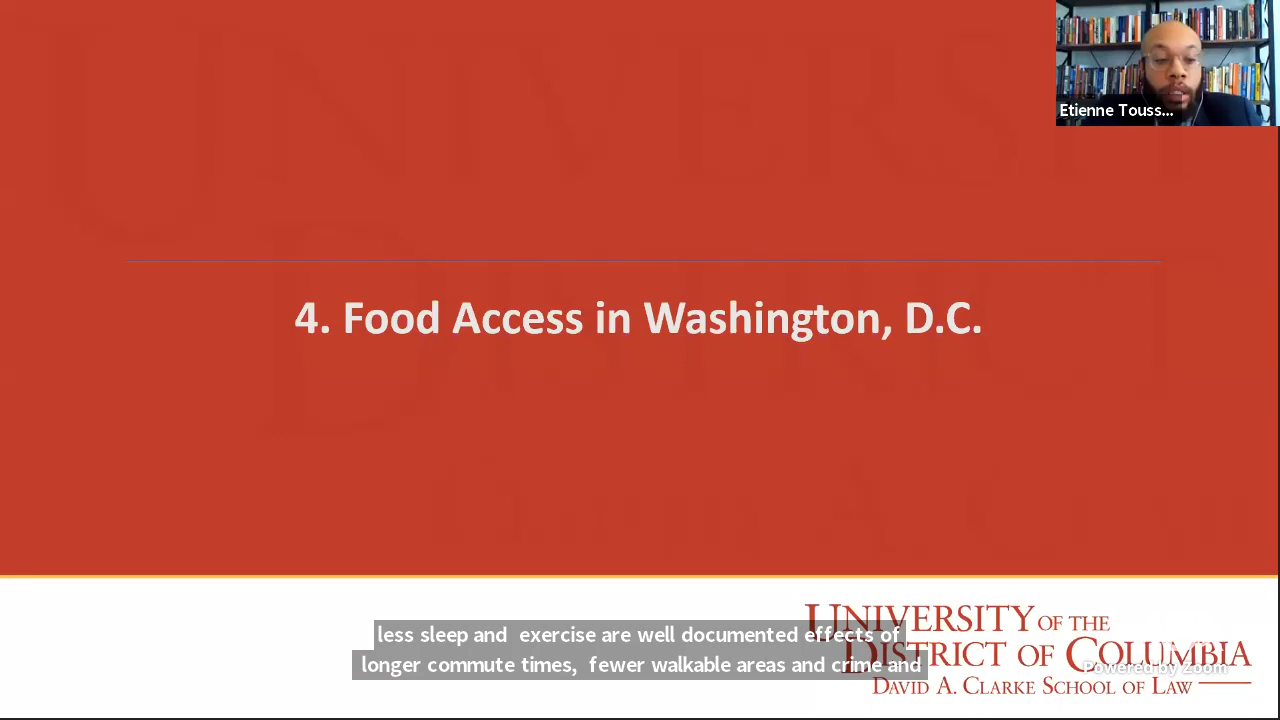 Etienne Touss...
4. Food Access in Washington, D.C.
less sleep and exercise are well documented effects of
longer commute times, fewer walkable areas and crime and
UNIVERSITY OF THE
DISTRICT OF COLUMBIA
DAVID A. CLARKE SCHOOL OF LAW
Powered by Zoom